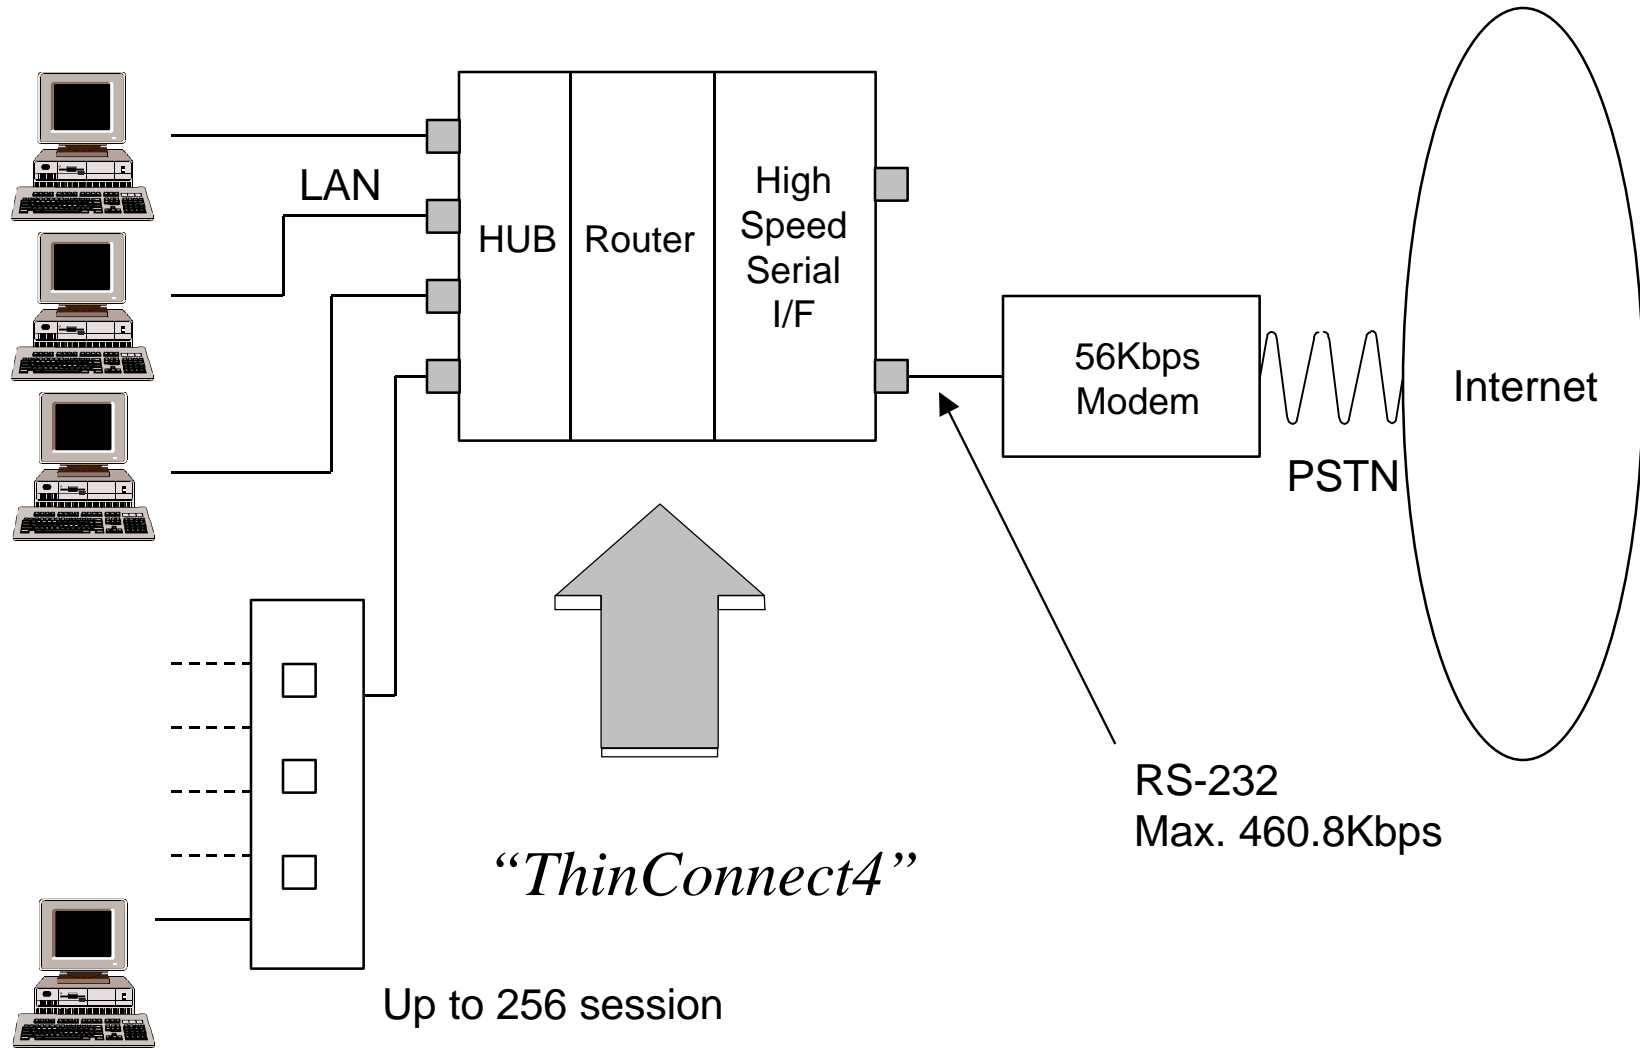 LAN
HUB
Router
High
Speed
Serial
I/F
56Kbps
Modem
Internet
PSTN
RS-232
Max. 460.8Kbps
“ThinConnect4”
Up to 256 session